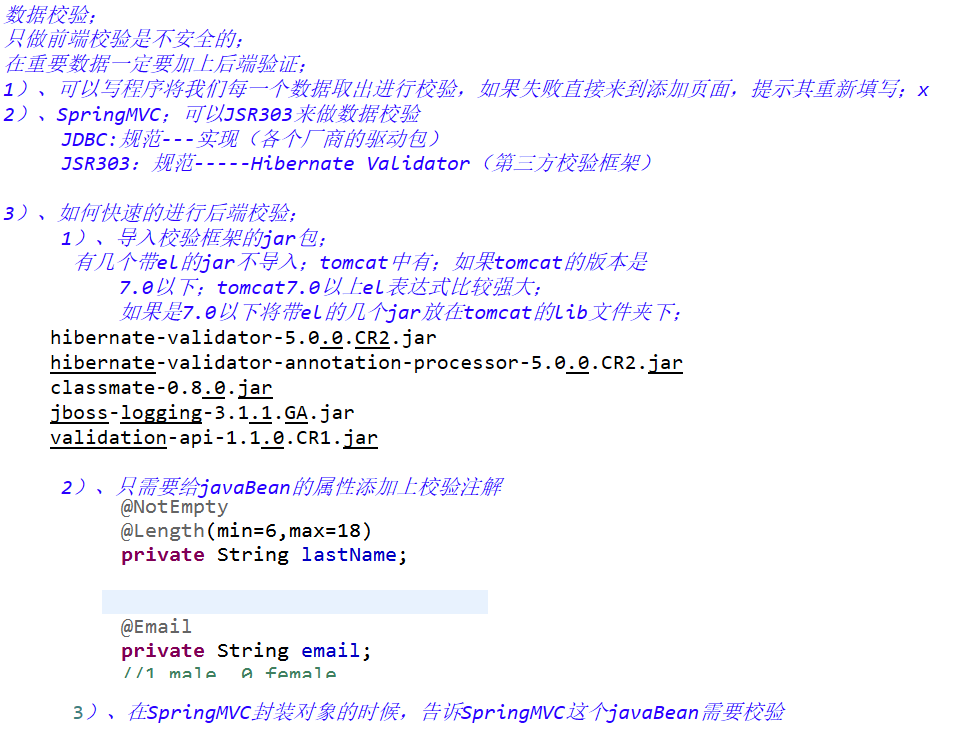 数据校验；
只做前端校验是不安全的；
在重要数据一定要加上后端验证；
1）、可以写程序将我们每一个数据取出进行校验，如果失败直接来到添加页面，提示其重新填写；x
2）、SpringMVC；可以JSR303来做数据校验
JDBC:规范---实现（各个厂商的驱动包）
JSR303：规范-----Hibernate Validator（第三方校验框架）
3）、如何快速的进行后端校验；
1）、导入校验框架的jar包；
有几个带el的jar不导入；tomcat中有；如果tomcat的版本是
7.0以下；tomcat7.0以上el表达式比较强大；
如果是7.0以下将带el的几个jar放在tomcat的lib文件夹下；
hibernate-validator-5.0.0.CR2.jar
hibernate-validator-annotation-processor-5.0.0.CR2.jar
classmate-0.8.0.jar
jboss-logging-3.1.1.GA.jar
validation-api-1.1.0.CR1.jar
2）、只需要给javaBean的属性添加上校验注解
@NotEmpty
@Length(min=6,max=18)
private String lastName;
@Email
private String email;
//1 male  0 female
3）、在SpringMVC封装对象的时候，告诉SpringMVC这个javaBean需要校验